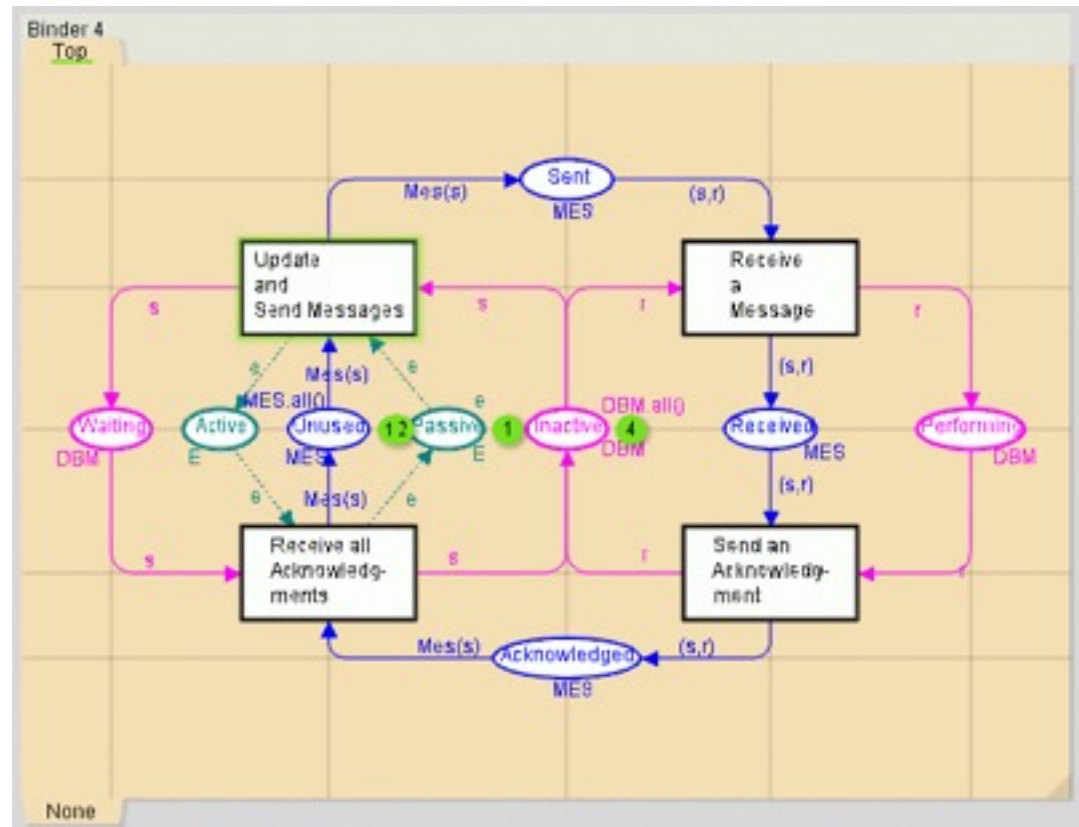 Binder 4
Top
Sent
Mes(s)
(s,r)
MES
Update
and
Send Messages
Receive
a
Message
s
s
r
r
e
Mes(s)
e
(s,r)
MES.all()
e
DBM.all()
Waiting
Active
Unused
12
Passive
1
Inactive
4
Received
Performing
DBM
E
MES
E
DBM
MES
DBM
e
Mes(s)
e
(s,r)
Receive all
Acknowledg-
ments
Send an
Acknowledg-
ment
s
s
r
r
Mes(s)
Acknowledged
(s,r)
MES
None